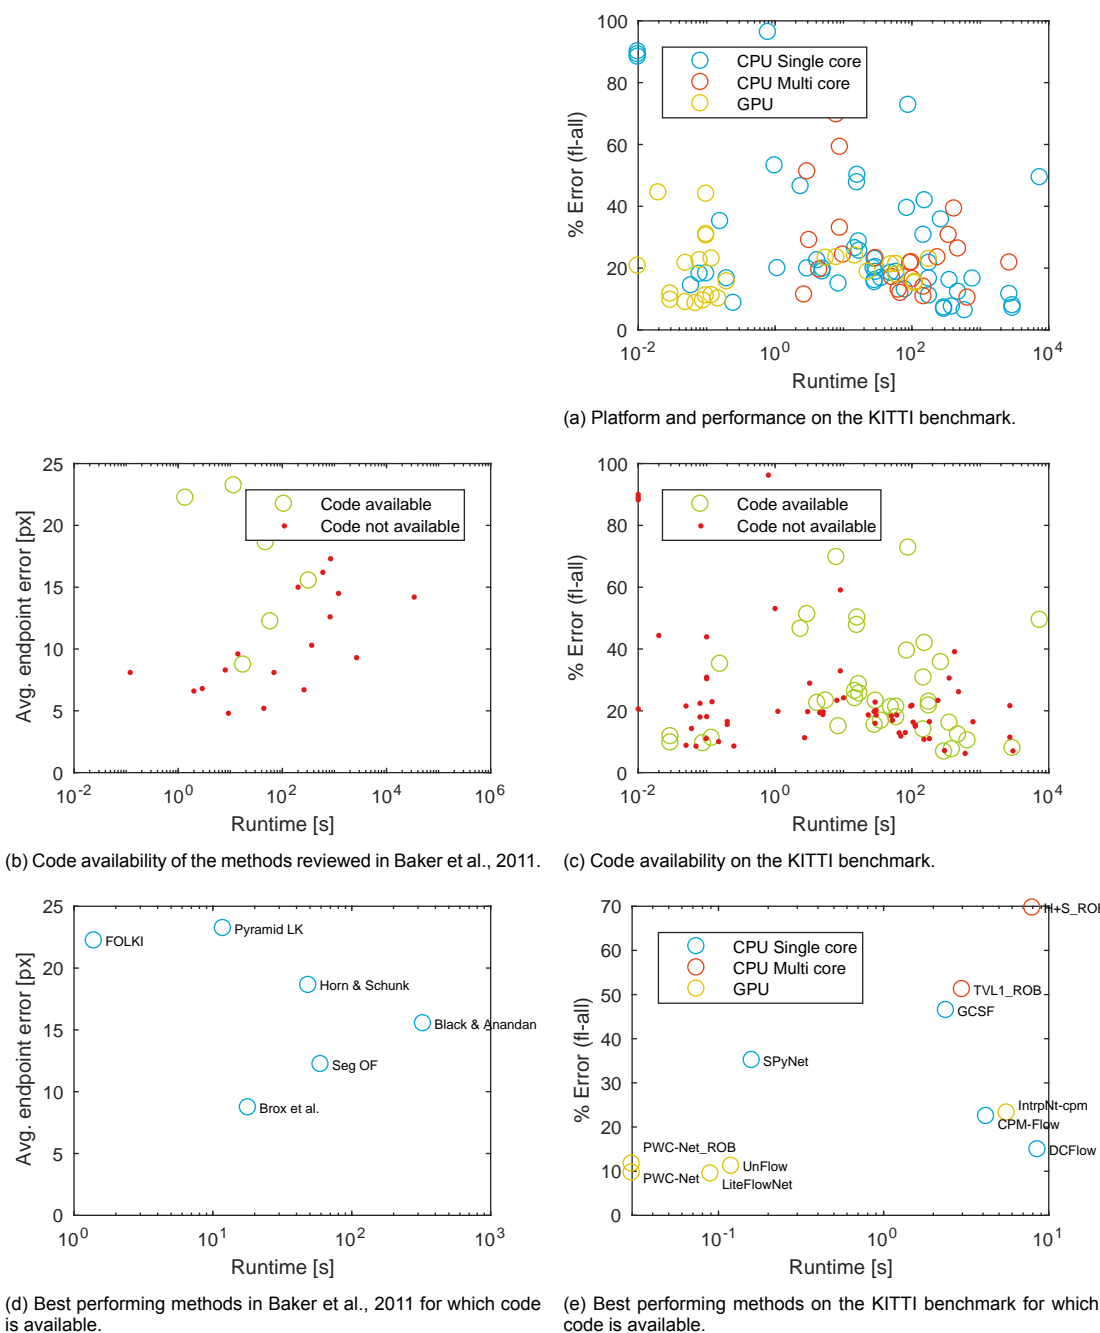 100
80
60
40
20
0
% Error (fl-all)
CPU Single core
CPU Multi core
GPU
10-2
100
102
104
Runtime [s]
(a) Platform and performance on the KITTI benchmark.
25
20
15
10
5
0
Avg. endpoint error [px]
Code available
Code not available
10-2
100
102
104
106
Runtime [s]
(b) Code availability of the methods reviewed in Baker et al., 2011.
100
80
60
40
20
0
% Error (fl-all)
Code available
Code not available
10-2
100
102
104
Runtime [s]
(c) Code availability on the KITTI benchmark.
25
20
15
10
5
0
Avg. endpoint error [px]
FOLKI
Pyramid LK
Horn & Schunk
Black & Anandan
Seg OF
Brox et al.
100
101
102
103
Runtime [s]
(d) Best performing methods in Baker et al., 2011 for which code
is available.
70
60
50
40
30
20
10
0
% Error (fl-all)
CPU Single core
CPU Multi core
GPU
H+S_ROB
TVL1_ROB
GCSF
SPyNet
IntrpNt-cpm
CPM-Flow
DCFlow
PWC-Net_ROB
PWC-Net
UnFlow
LiteFlowNet
10-1
100
101
Runtime [s]
(e) Best performing methods on the KITTI benchmark for which
code is available.